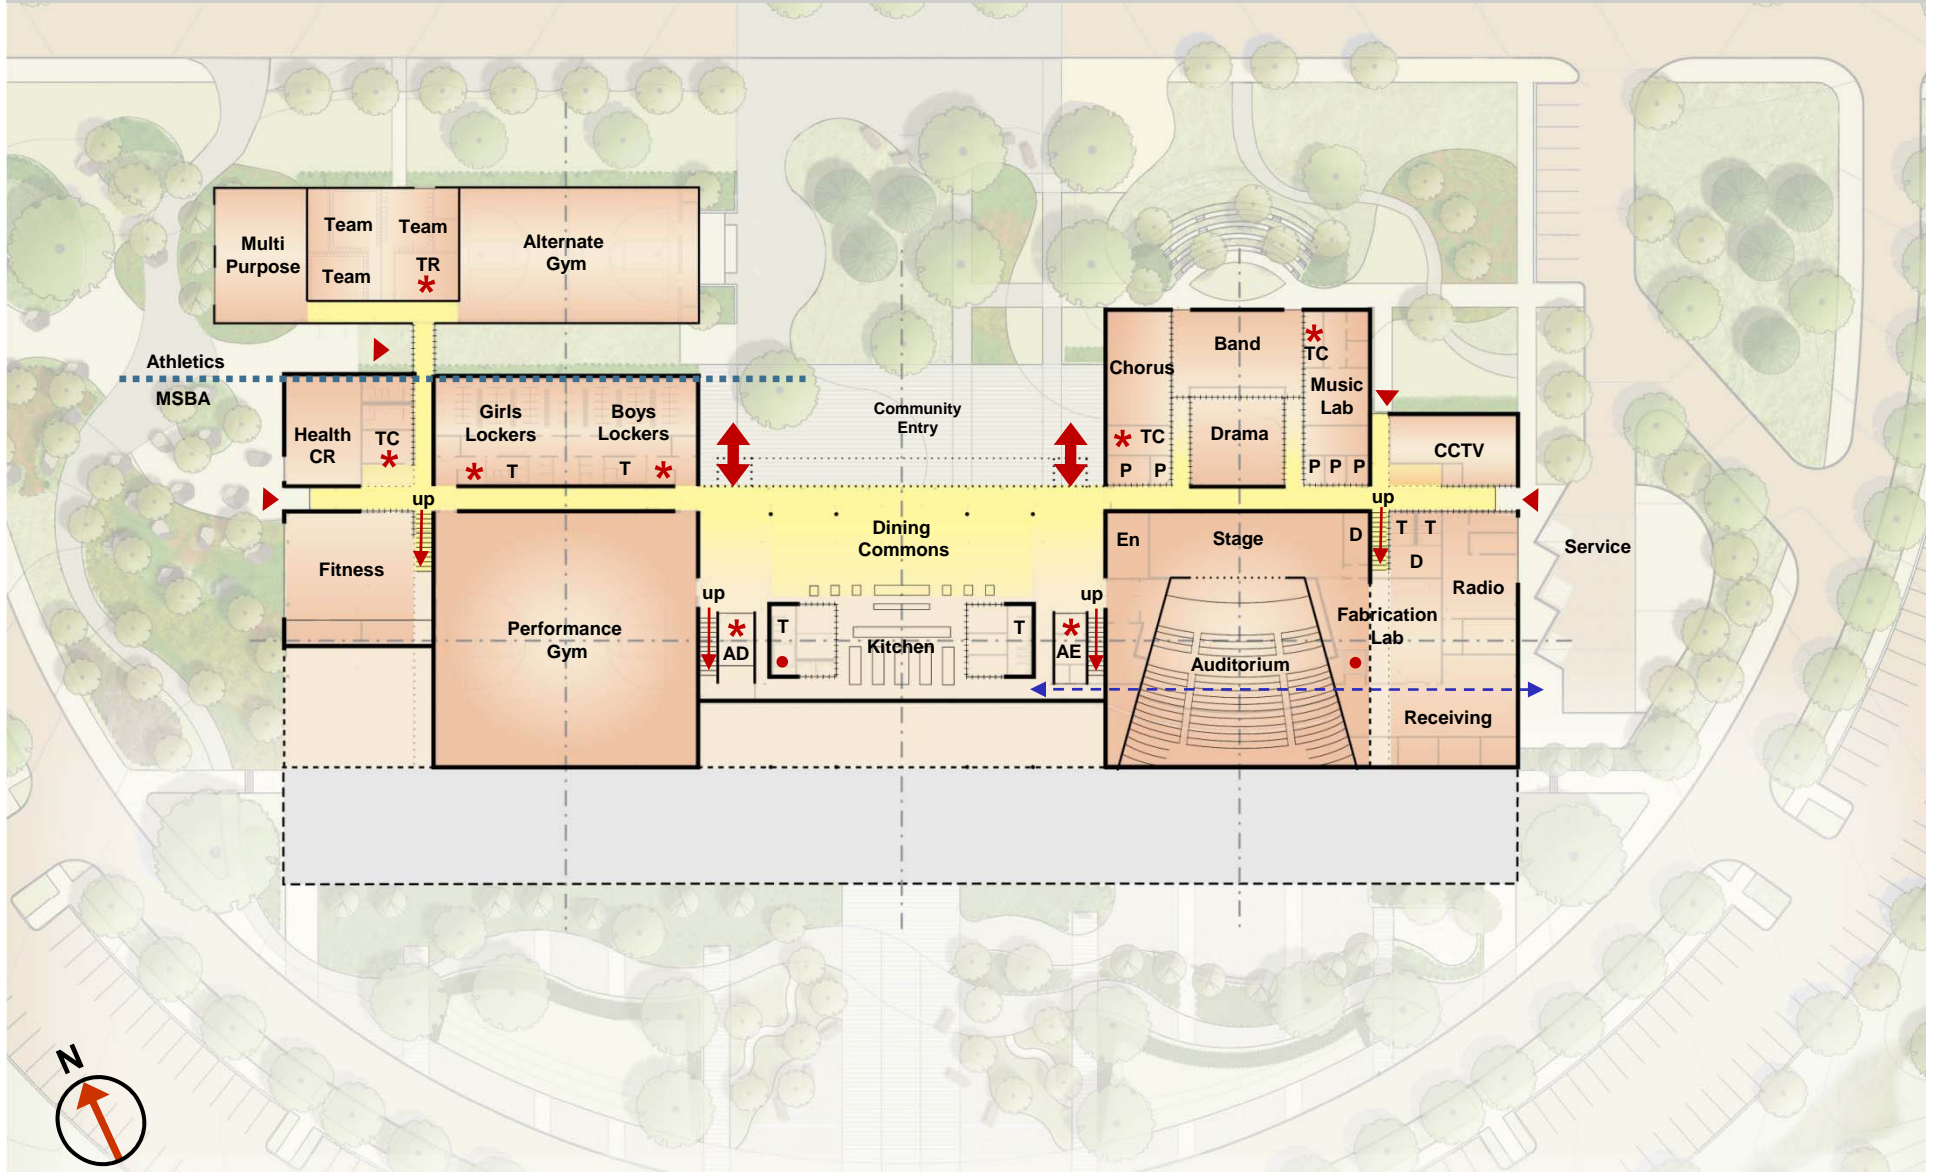 Multi
Purpose
Team
Team
Team
TR
*
Alternate
Gym
Athletics
MSBA
Health
CR
TC
*
Girls
Lockers
Boys
Lockers
*
T
T
*
Community
Entry
Chorus
Band
*
TC
Music
Lab
Drama
*
TC
P
P
P
P
P
CCTV
up
Dining
Commons
up
En
Stage
D
T
T
D
Service
Fitness
Radio
Performance
Gym
up
*
AD
T
Kitchen
T
up
*
AE
Fabrication
Lab
Auditorium
Receiving
N